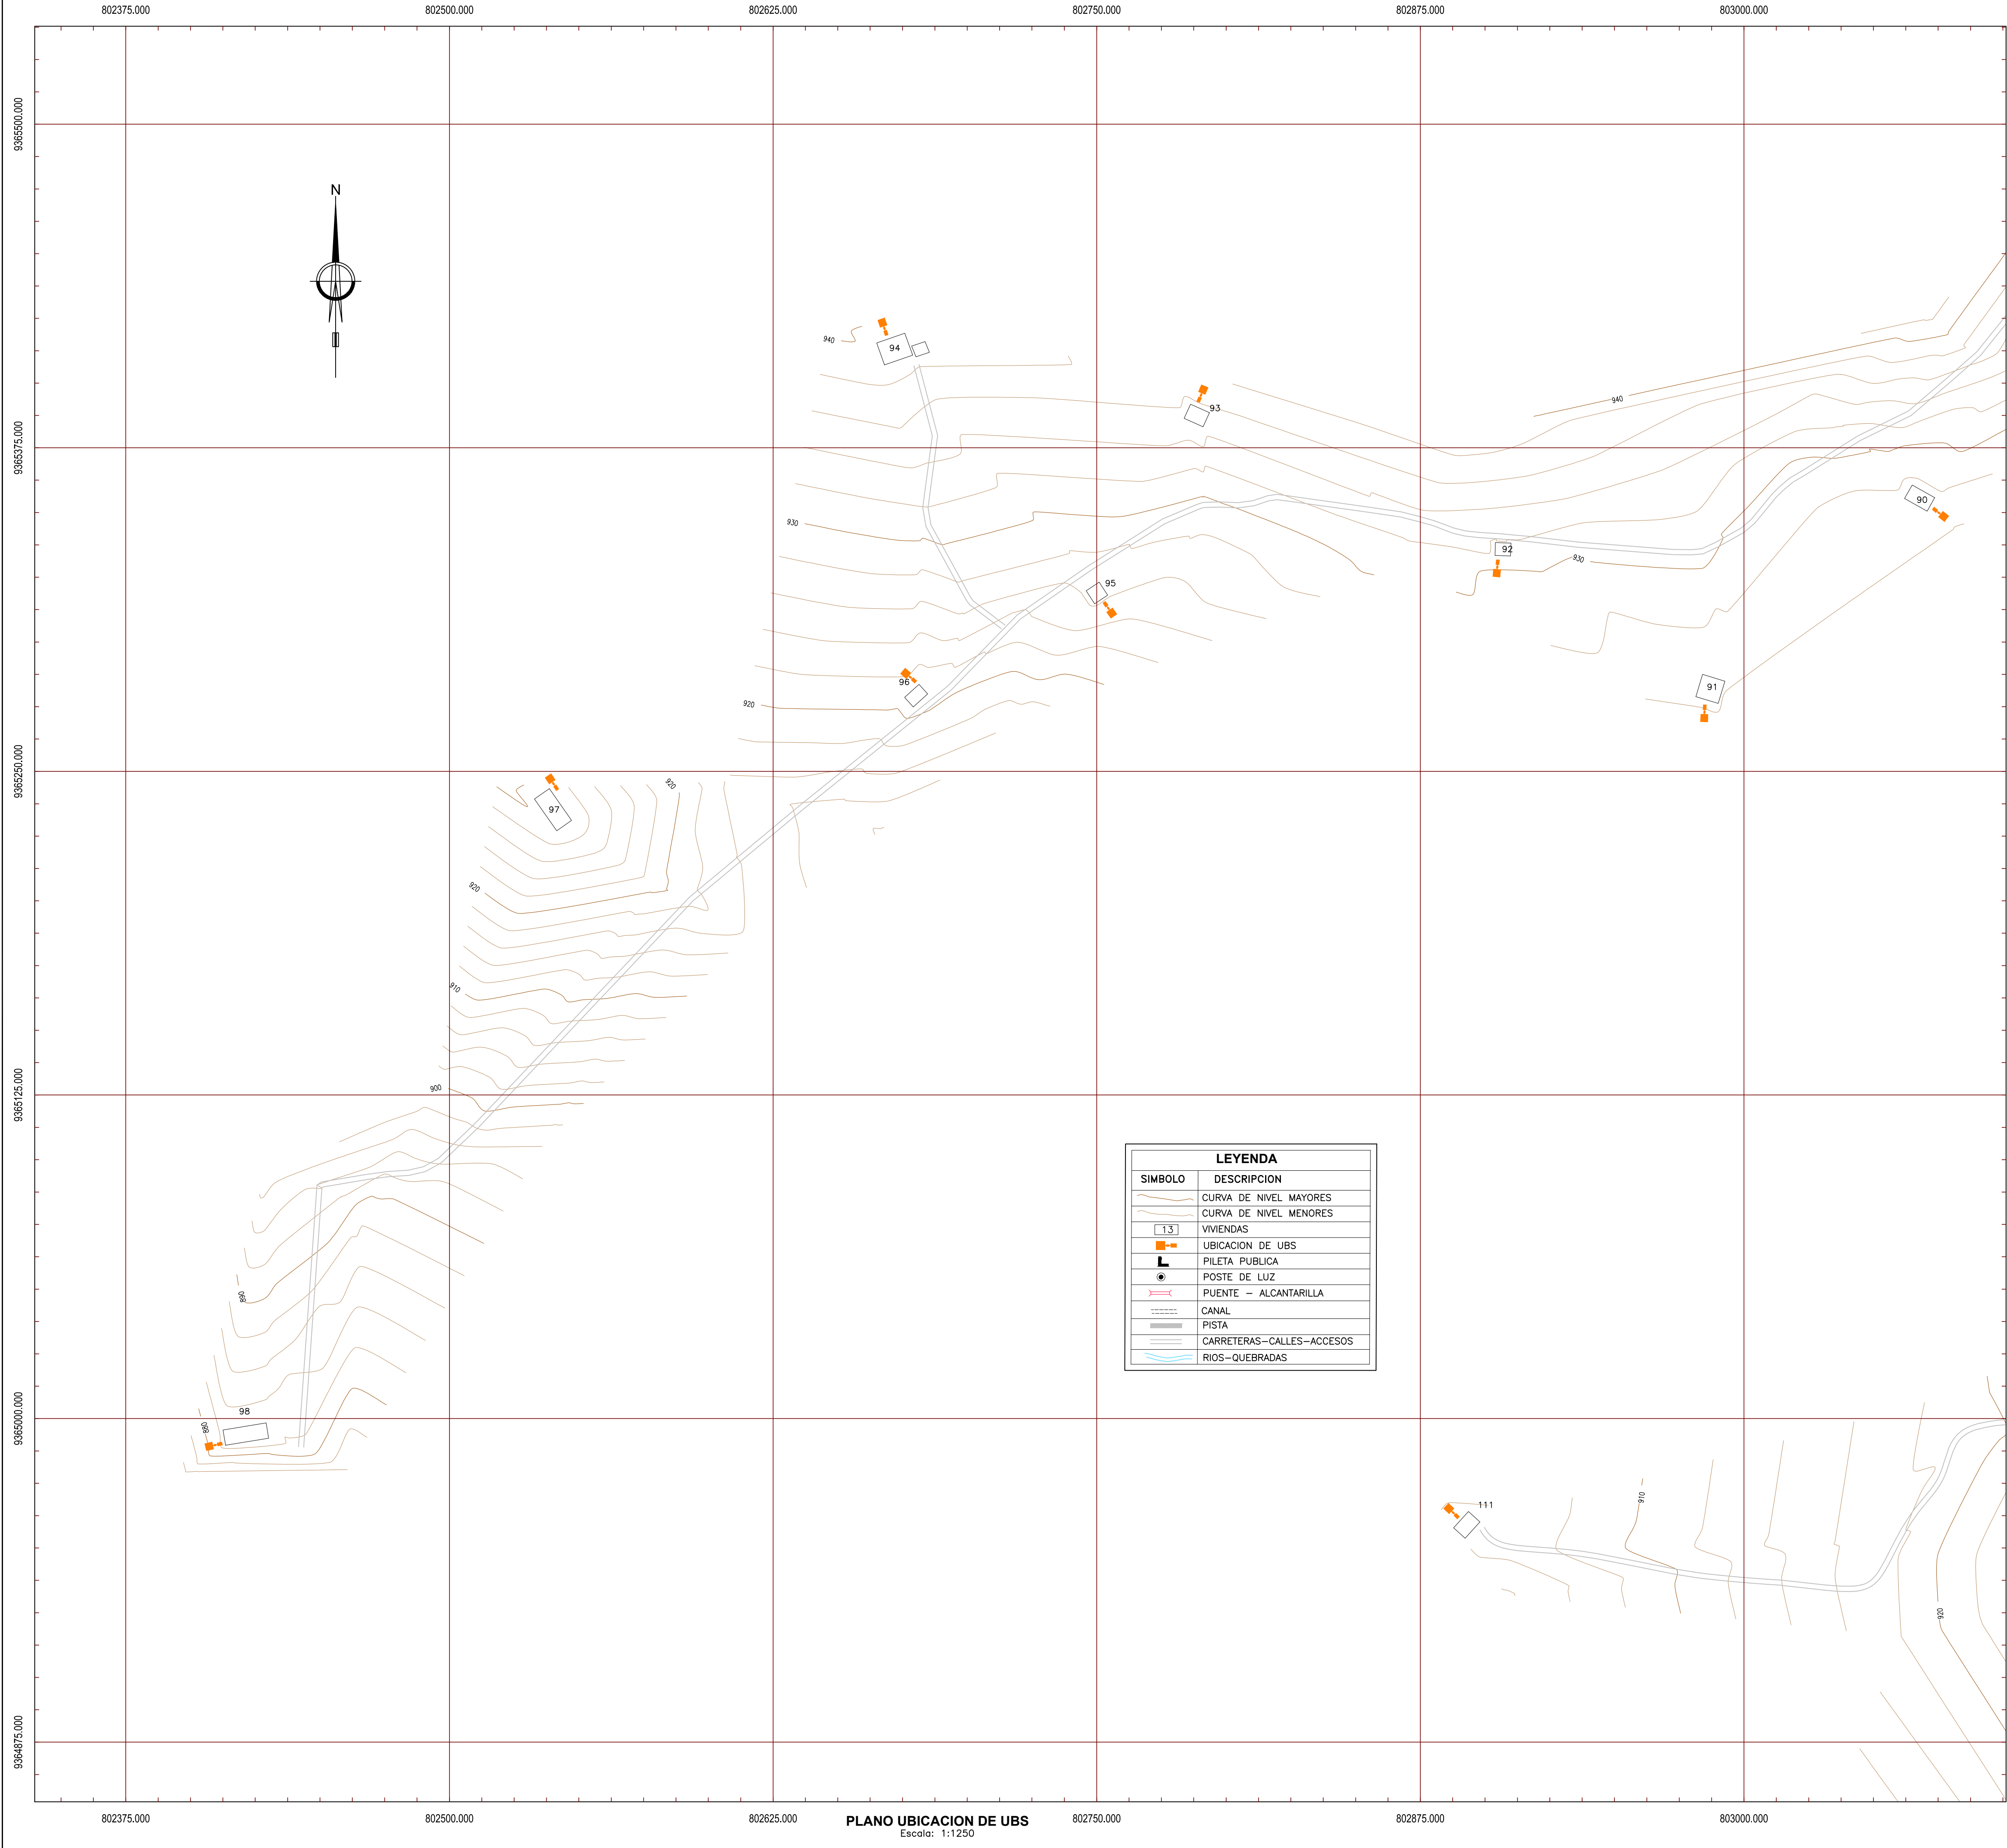 802375.000 802500.000 802625.000 802750.000 802875.000 803000.000
9365500.000
N
940
94
93
940
9365375.000
90
930
92
930
95
96
91
920
9365250.000
920
97
920
910
9365125.000
900
LEYENDA
SIMBOLO DESCRIPCION
CURVA DE NIVEL MAYORES
CURVA DE NIVEL MENORES
13 VIVIENDAS
UBICACION DE UBS
PILETA PUBLICA
POSTE DE LUZ
PUENTE - ALCANTARILLA
CANAL
PISTA
CARRETERAS-CALLES-ACCESOS
RIOS-QUEBRADAS
890
98
880
9365000.000
910
111
920
9364875.000
802375.000 802500.000 802625.000 802750.000 802875.000 803000.000
PLANO UBICACION DE UBS
Escala: 1:1250